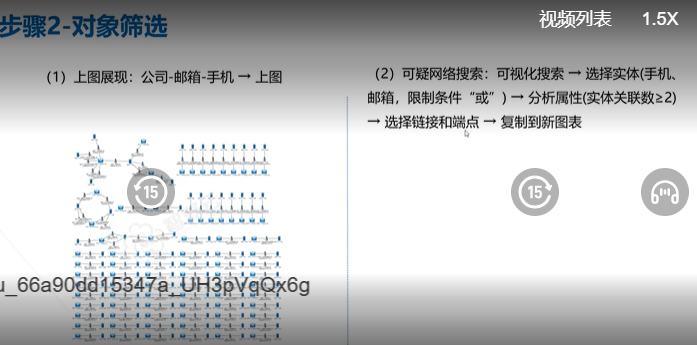 视频列表 1.5X
步骤2-对象筛选
（1）上图展现：公司-邮箱-手机 → 上图
（2）可疑网络搜索：可视化搜索 → 选择实体(手机、
邮箱，限制条件“或”) → 分析属性(实体关联数≥2)
→ 选择链接和端点 → 复制到新图表
15
15
u_66a90dd15347a_UH3pVqQx6g